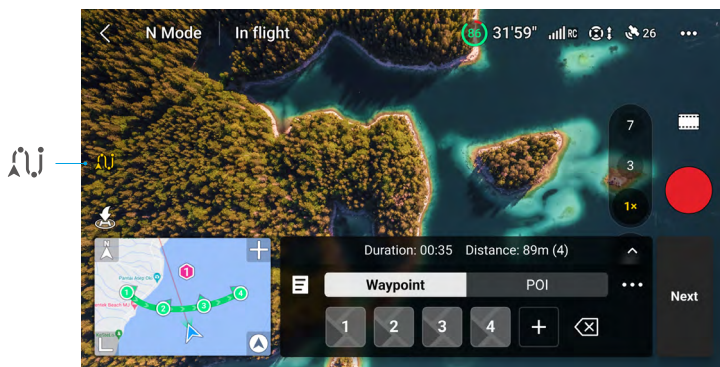 N Mode In flight 86 31'59" RC 26
7
3
1×
Duration: 00:35 Distance: 89m (4)
N
Waypoint POI
1
1 2 3 4
Next
1 2 3 4